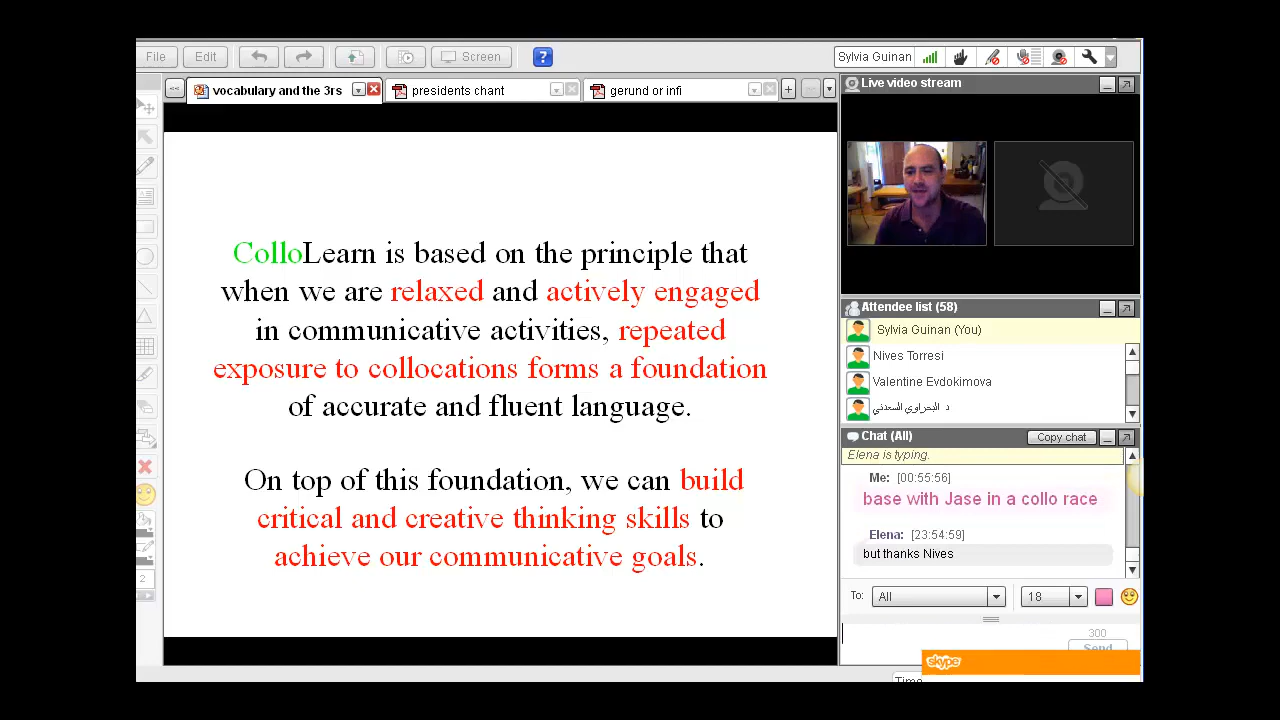 File
Edit
Screen
?
Sylvia Guinan
<<
vocabulary and the 3rs
presidents chant
gerund or infi
+
Live video stream
ColloLearn is based on the principle that
when we are relaxed and actively engaged
in communicative activities, repeated
exposure to collocations forms a foundation
of accurate and fluent language.
On top of this foundation, we can build
critical and creative thinking skills to
achieve our communicative goals.
Attendee list (58)
Sylvia Guinan (You)
Nives Torresi
Valentine Evdokimova
د البحراوي السعدني
Chat (All)
Copy chat
Elena is typing.
Me: [00:55:56]
base with Jase in a collo race
Elena: [23:54:59]
but thanks Nives
2
To:
All
18
300
Send
skype
Time